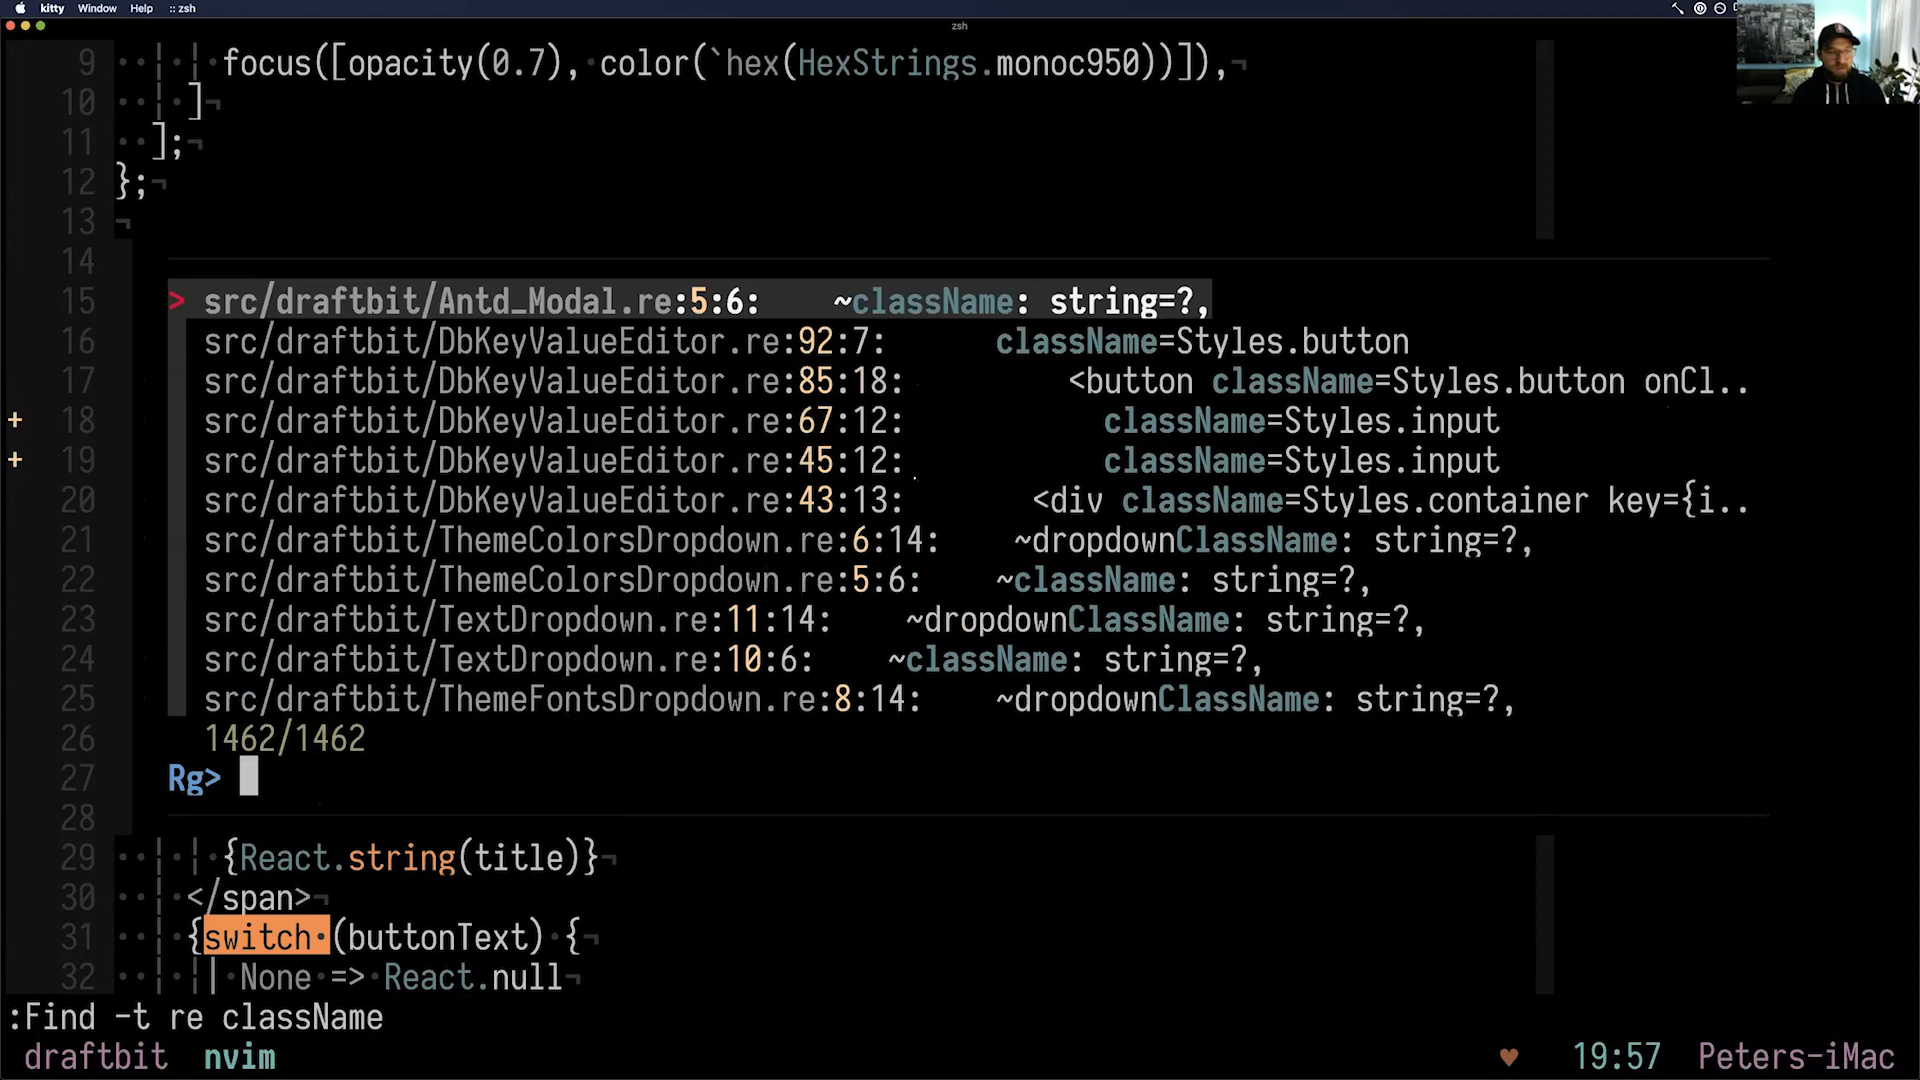 kitty Window Help :: zsh
zsh
9 focus([opacity(0.7), color(`hex(HexStrings.monoc950))]),¬
10 ]¬
11 ];¬
12 };¬
13 ¬
14
15 > src/draftbit/Antd_Modal.re:5:6: ~className: string=?,
16 src/draftbit/DbKeyValueEditor.re:92:7: className=Styles.button
17 src/draftbit/DbKeyValueEditor.re:85:18: <button className=Styles.button onCl..
+ 18 src/draftbit/DbKeyValueEditor.re:67:12: className=Styles.input
+ 19 src/draftbit/DbKeyValueEditor.re:45:12: className=Styles.input
20 src/draftbit/DbKeyValueEditor.re:43:13: <div className=Styles.container key={i..
21 src/draftbit/ThemeColorsDropdown.re:6:14: ~dropdownClassName: string=?,
22 src/draftbit/ThemeColorsDropdown.re:5:6: ~className: string=?,
23 src/draftbit/TextDropdown.re:11:14: ~dropdownClassName: string=?,
24 src/draftbit/TextDropdown.re:10:6: ~className: string=?,
25 src/draftbit/ThemeFontsDropdown.re:8:14: ~dropdownClassName: string=?,
26 1462/1462
27 Rg>
28
29 {React.string(title)}¬
30 </span>¬
31 {switch·(buttonText)·{¬
32 |·None·=>·React.null¬
:Find -t re className
draftbit nvim ♥ 19:57 Peters-iMac